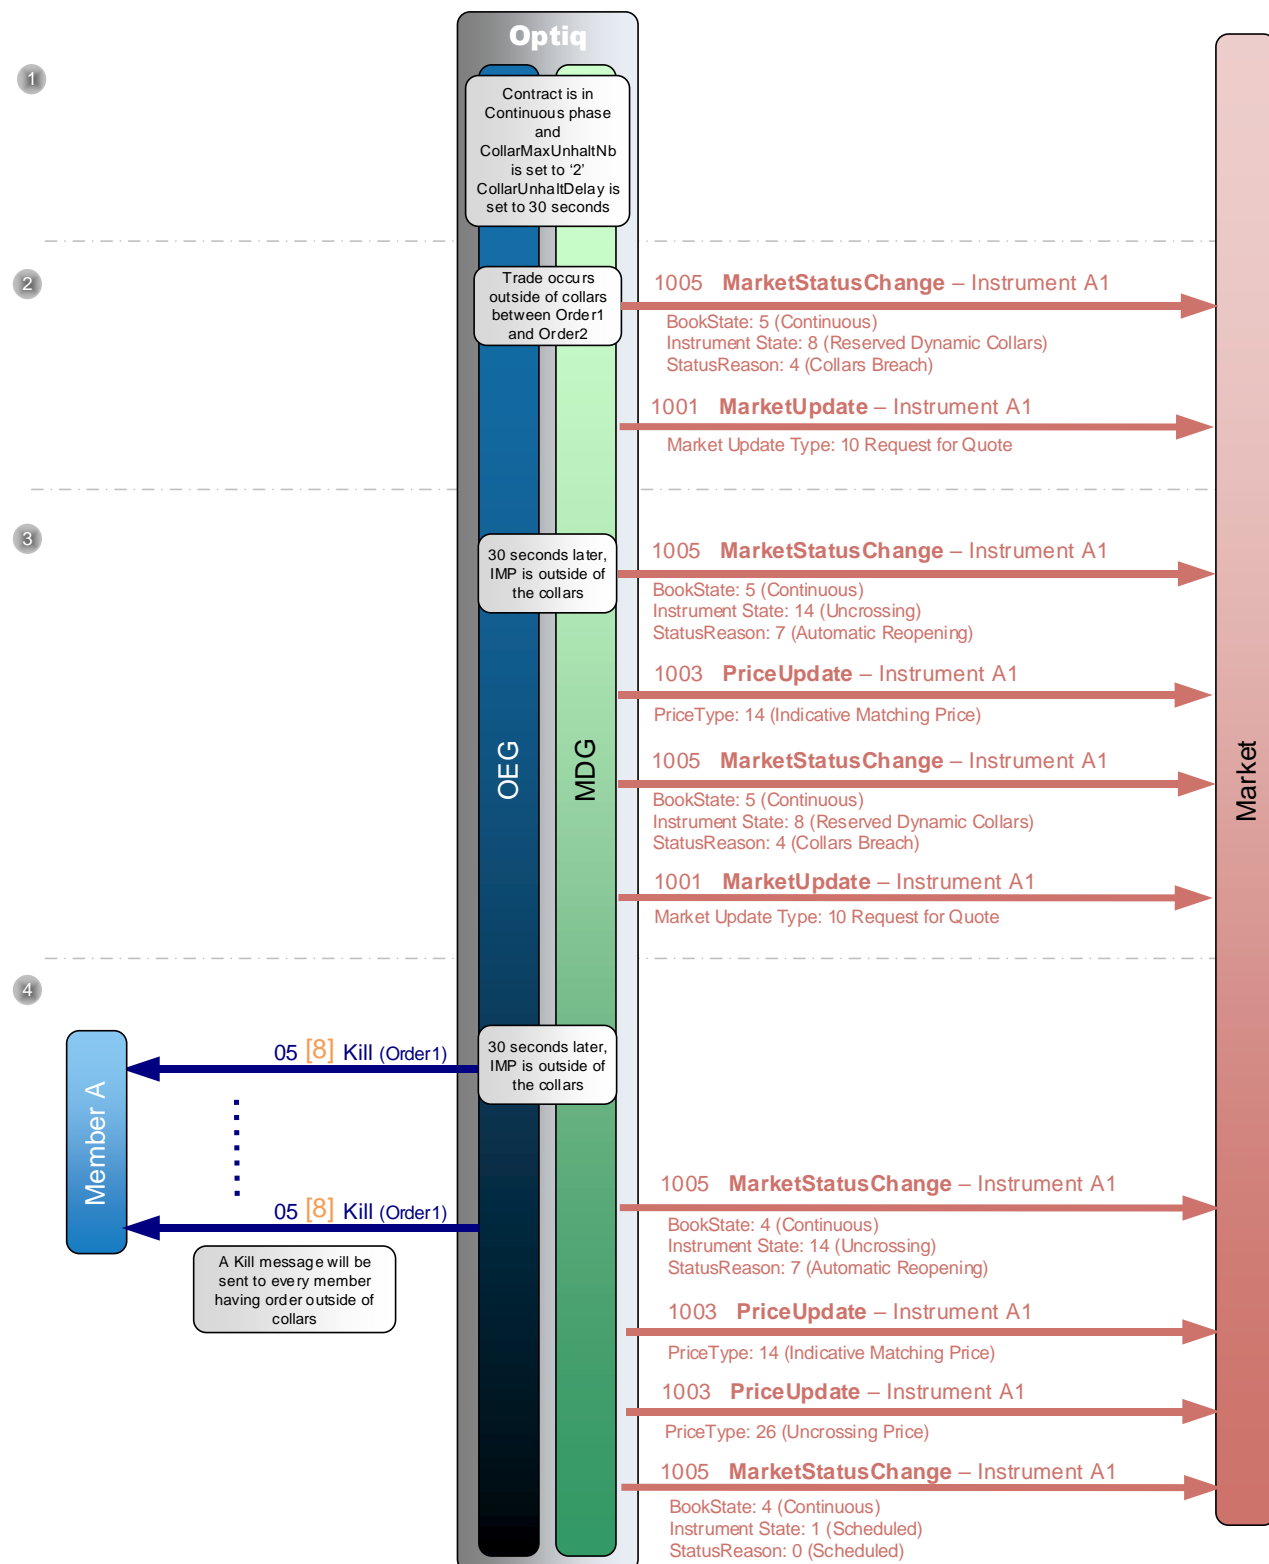 Optiq
1
Contract is in
Continuous phase
and
CollarMaxUnhaltNb
is set to ‘2’
CollarUnhaltDelay is
set to 30 seconds
2
Trade occurs
outside of collars
between Order1
and Order2
1005 MarketStatusChange – Instrument A1
BookState: 5 (Continuous)
Instrument State: 8 (Reserved Dynamic Collars)
StatusReason: 4 (Collars Breach)
1001 MarketUpdate – Instrument A1
Market Update Type: 10 Request for Quote
3
30 seconds later,
IMP is outside of
the collars
1005 MarketStatusChange – Instrument A1
BookState: 5 (Continuous)
Instrument State: 14 (Uncrossing)
StatusReason: 7 (Automatic Reopening)
1003 PriceUpdate – Instrument A1
PriceType: 14 (Indicative Matching Price)
OEG
MDG
Market
1005 MarketStatusChange – Instrument A1
BookState: 5 (Continuous)
Instrument State: 8 (Reserved Dynamic Collars)
StatusReason: 4 (Collars Breach)
1001 MarketUpdate – Instrument A1
Market Update Type: 10 Request for Quote
4
Member A
05 [8] Kill (Order1)
30 seconds later,
IMP is outside of
the collars
05 [8] Kill (Order1)
A Kill message will be
sent to every member
having order outside of
collars
1005 MarketStatusChange – Instrument A1
BookState: 4 (Continuous)
Instrument State: 14 (Uncrossing)
StatusReason: 7 (Automatic Reopening)
1003 PriceUpdate – Instrument A1
PriceType: 14 (Indicative Matching Price)
1003 PriceUpdate – Instrument A1
PriceType: 26 (Uncrossing Price)
1005 MarketStatusChange – Instrument A1
BookState: 4 (Continuous)
Instrument State: 1 (Scheduled)
StatusReason: 0 (Scheduled)